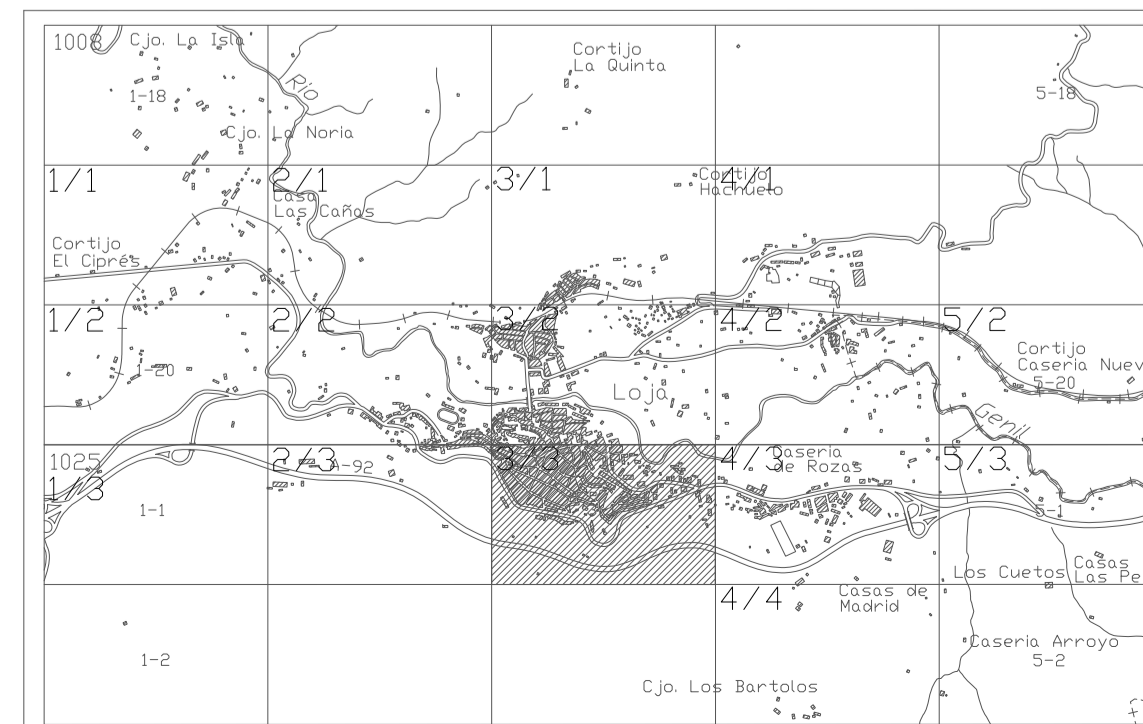 1008
Cjo. La Isla
Cortijo
La Quinta
Rio
1-18
5-18
Cjo. La Noria
1/1
2/1
3/1
4/1
Cortijo
Hachuelo
Casa
Las Cañas
Cortijo
El Ciprés
1/2
2/2
3/2
4/2
5/2
Cortijo
Caseria Nuev
1-20
5-20
Loja
Genil
1025
1/3
2/3
A-92
3/3
4/3
Caseria
de Rozas
5/3
1-1
5-1
Los Cuetos
Casas
Las Pe
4/4
Casas de
Madrid
Caseria Arroyo
1-2
5-2
Cjo. Los Bartolos